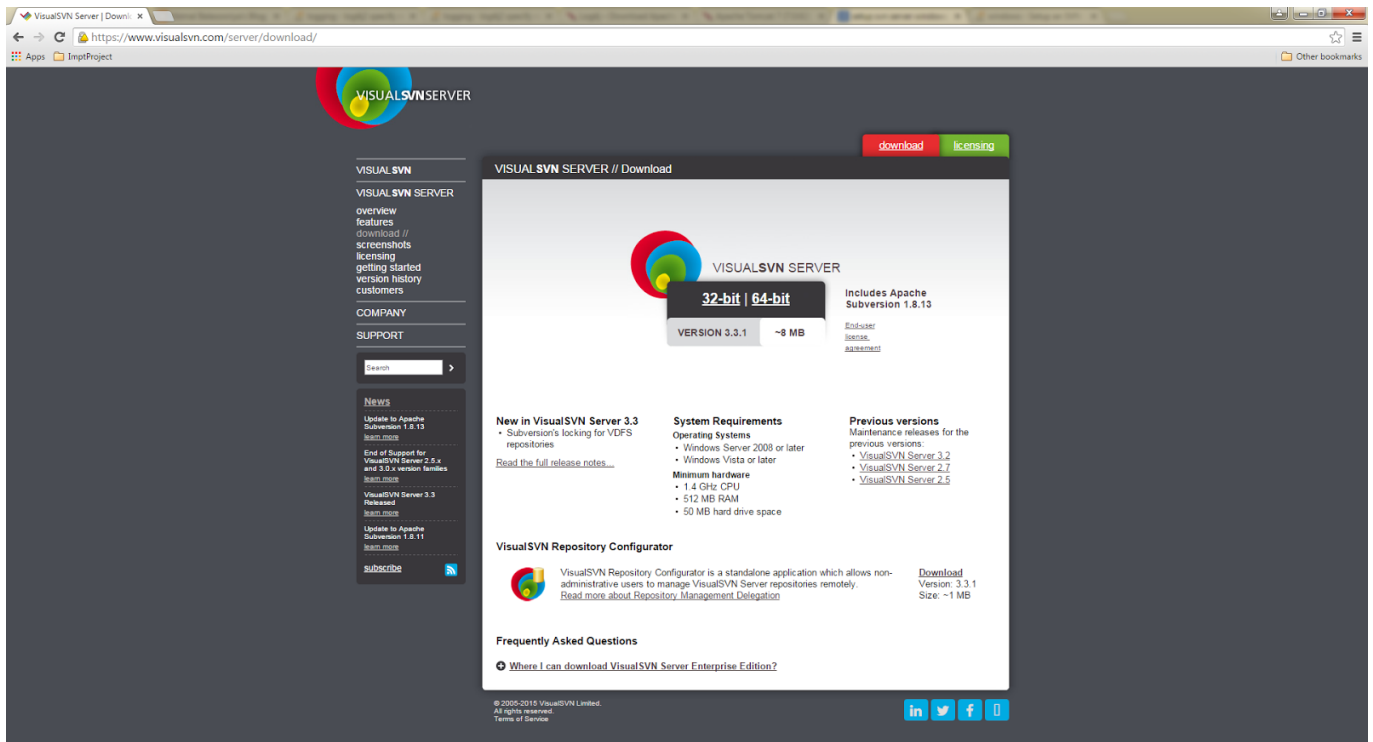 VisualSVN Server | Downl
https://www.visualsvn.com/server/download/
Apps
ImptProject
Other bookmarks
VISUALSVNSERVER
download
licensing
VISUALSVN
VISUALSVN SERVER
overview
features
download //
screenshots
licensing
getting started
version history
customers
COMPANY
SUPPORT
Search
News
Update to Apache
Subversion 1.8.13
learn more
End of Support for
VisualSVN Server 2.5.x
and 3.0.x version families
learn more
VisualSVN Server 3.3
Released
learn more
Update to Apache
Subversion 1.8.11
learn more
subscribe
VISUALSVN SERVER // Download
VISUALSVN SERVER
32-bit | 64-bit
VERSION 3.3.1
~8 MB
Includes Apache
Subversion 1.8.13
End-user
license
agreement
New in VisualSVN Server 3.3
• Subversion's locking for VDFS
repositories
Read the full release notes...
System Requirements
Operating Systems
• Windows Server 2008 or later
• Windows Vista or later
Minimum hardware
• 1.4 GHz CPU
• 512 MB RAM
• 50 MB hard drive space
Previous versions
Maintenance releases for the
previous versions:
• VisualSVN Server 3.2
• VisualSVN Server 2.7
• VisualSVN Server 2.5
VisualSVN Repository Configurator
VisualSVN Repository Configurator is a standalone application which allows non-
administrative users to manage VisualSVN Server repositories remotely.
Read more about Repository Management Delegation
Download
Version: 3.3.1
Size: ~1 MB
Frequently Asked Questions
Where I can download VisualSVN Server Enterprise Edition?
© 2005-2015 VisualSVN Limited.
All rights reserved.
Terms of Service
in
f